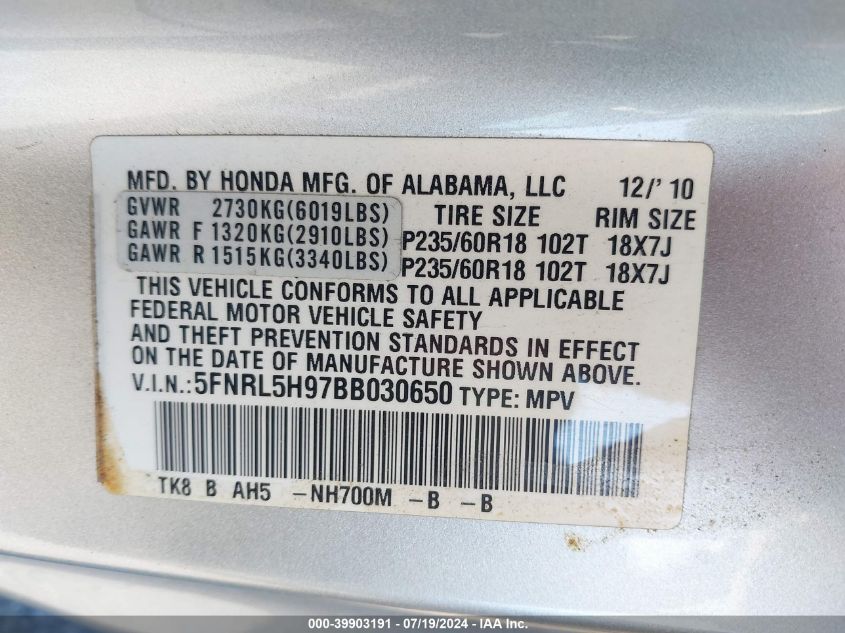 MFD. BY HONDA MFG. OF ALABAMA, LLC 12/' 10
GVWR 2730KG(6019LBS) TIRE SIZE RIM SIZE
GAWR F 1320KG(2910LBS) P235/60R18 102T 18X7J
GAWR R 1515KG(3340LBS) P235/60R18 102T 18X7J
THIS VEHICLE CONFORMS TO ALL APPLICABLE
FEDERAL MOTOR VEHICLE SAFETY
AND THEFT PREVENTION STANDARDS IN EFFECT
ON THE DATE OF MANUFACTURE SHOWN ABOVE.
V.I.N.: 5FNRL5H97BB030650 TYPE: MPV
TK8 B AH5 -NH700M -B -B
000-39903191 - 07/19/2024 - IAA Inc.